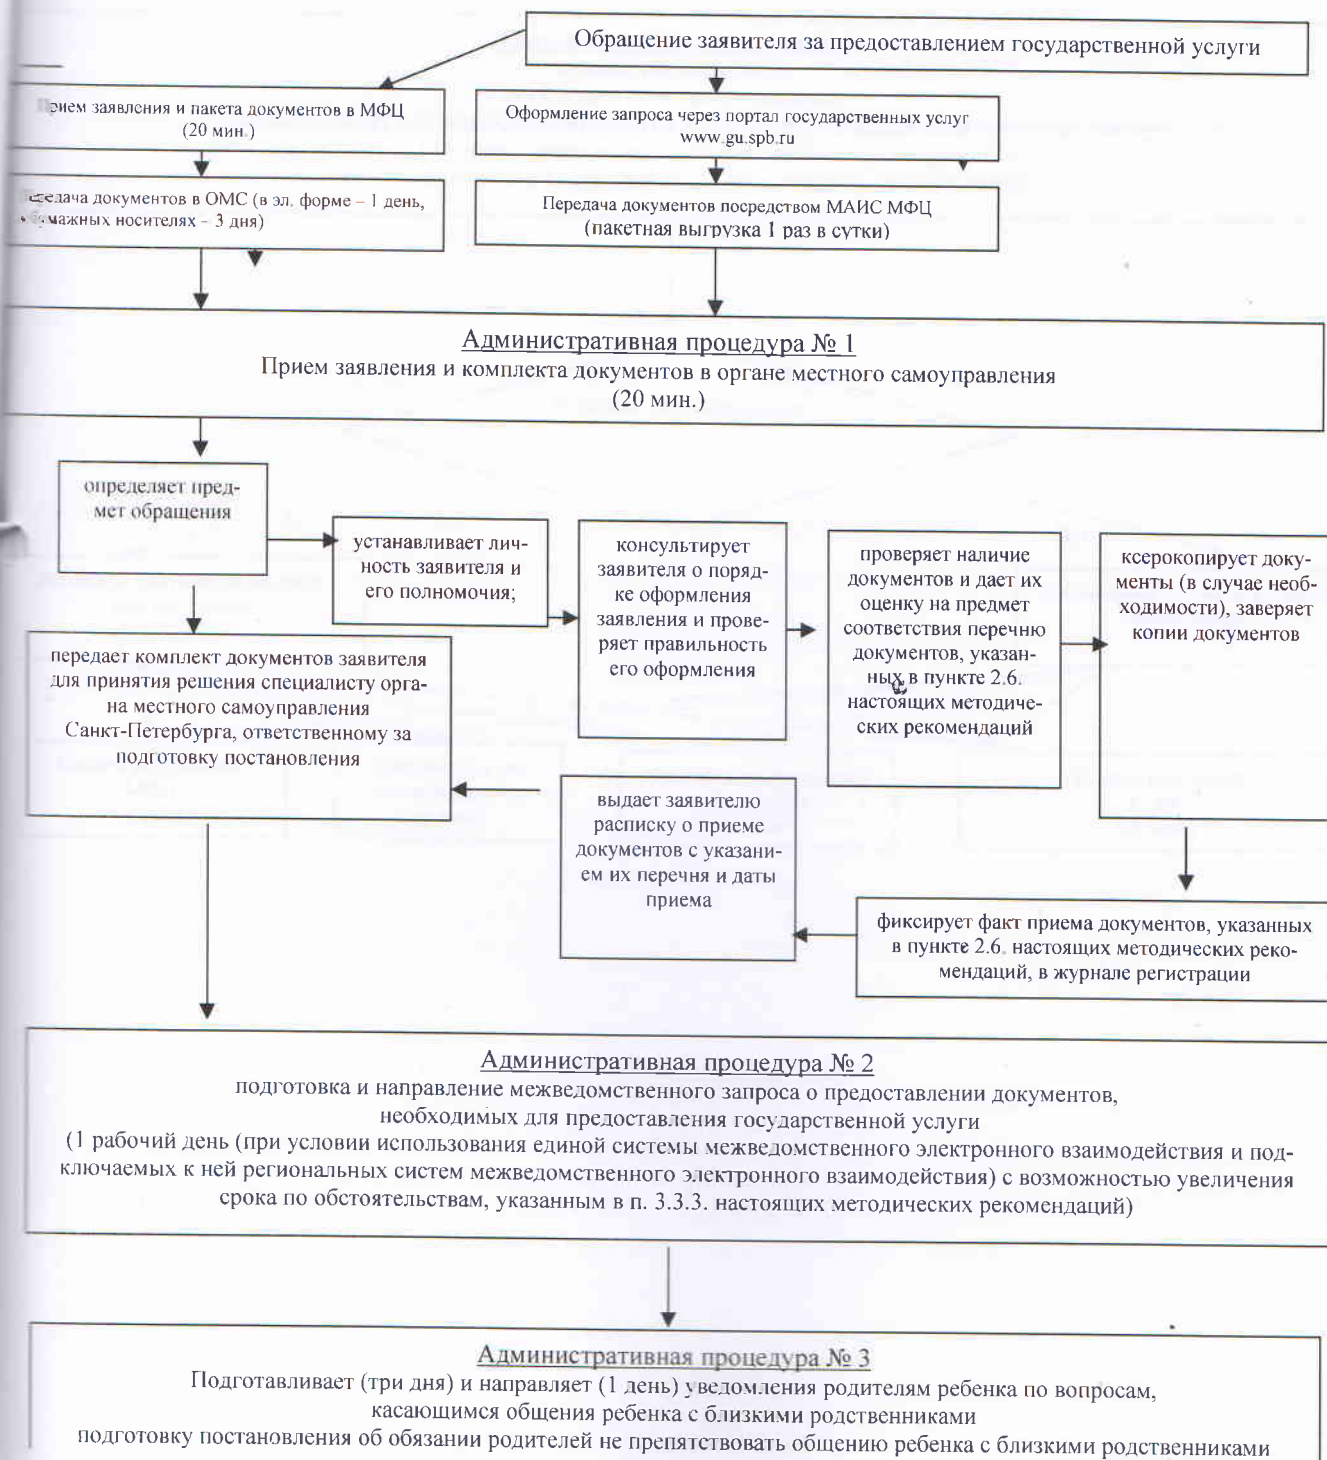 Обращение заявителя за предоставлением государственной услуги
Прием заявления и пакета документов в МФЦ
(20 мин.)
Оформление запроса через портал государственных услуг
www.gu.spb.ru
документов в ОМС (в эл. форме – 1 день,
носителях – 3 дня)
Передача документов посредством МАИС МФЦ
(пакетная выгрузка 1 раз в сутки)
Административная процедура № 1
Прием заявления и комплекта документов в органе местного самоуправления
(20 мин.)
определяет пред-
мет обращения
устанавливает лич-
ность заявителя и
его полномочия;
консультирует
заявителя о поряд-
ке оформления
заявления и прове-
ряет правильность
его оформления
проверяет наличие
документов и дает их
оценку на предмет
соответствия перечню
документов, указан-
ных в пункте 2.6.
настоящих методиче-
ских рекомендаций
ксерокопирует доку-
менты (в случае необ-
ходимости), заверяет
копии документов
передает комплект документов заявителя
для принятия решения специалисту орга-
на местного самоуправления
Санкт-Петербурга, ответственному за
подготовку постановления
выдает заявителю
расписку о приеме
документов с указани-
ем их перечня и даты
приема
фиксирует факт приема документов, указанных
в пункте 2.6. настоящих методических реко-
мендаций, в журнале регистрации
Административная процедура № 2
подготовка и направление межведомственного запроса о предоставлении документов,
необходимых для предоставления государственной услуги
(1 рабочий день (при условии использования единой системы межведомственного электронного взаимодействия и под-
ключаемых к ней региональных систем межведомственного электронного взаимодействия) с возможностью увеличения
срока по обстоятельствам, указанным в п. 3.3.3. настоящих методических рекомендаций)
Административная процедура № 3
Подготавливает (три дня) и направляет (1 день) уведомления родителям ребенка по вопросам,
касающимся общения ребенка с близкими родственниками
подготовку постановления об обязании родителей не препятствовать общению ребенка с близкими родственниками